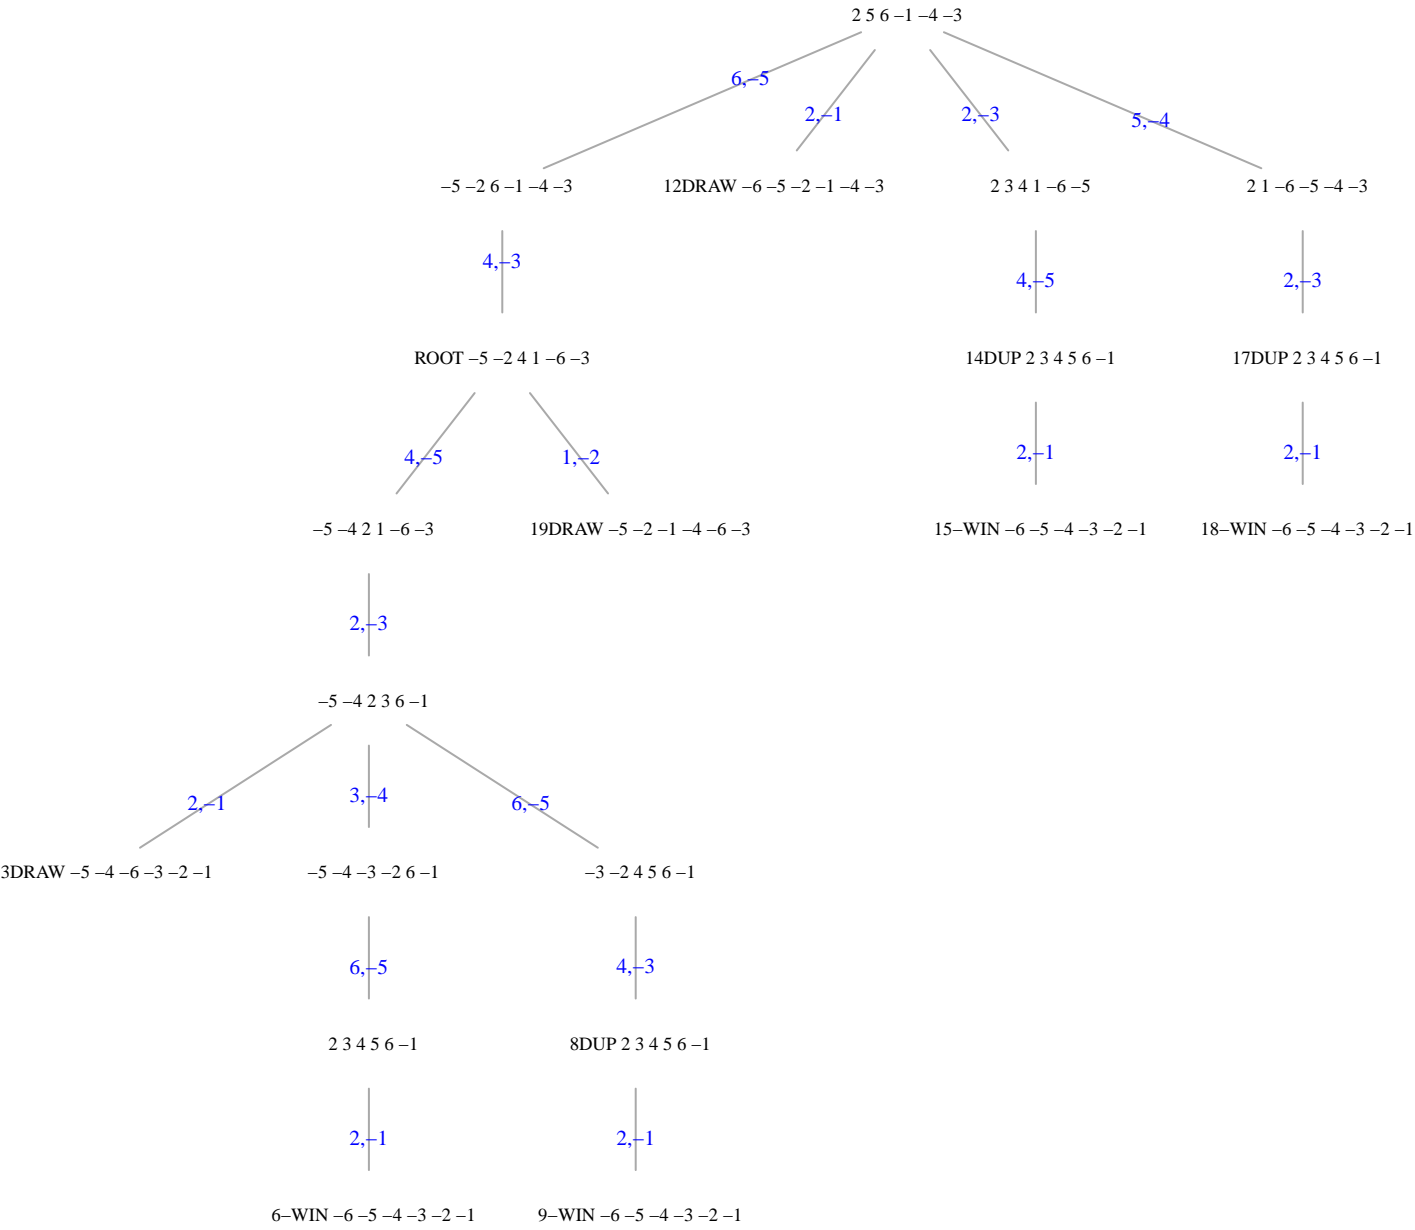 2 5 6 –1 –4 –3
6,–5
2,–1
2,–3
5,–4
–5 –2 6 –1 –4 –3
12DRAW –6 –5 –2 –1 –4 –3
2 3 4 1 –6 –5
2 1 –6 –5 –4 –3
4,–3
4,–5
2,–3
ROOT –5 –2 4 1 –6 –3
14DUP 2 3 4 5 6 –1
17DUP 2 3 4 5 6 –1
4,–5
1,–2
2,–1
2,–1
–5 –4 2 1 –6 –3
19DRAW –5 –2 –1 –4 –6 –3
15–WIN –6 –5 –4 –3 –2 –1
18–WIN –6 –5 –4 –3 –2 –1
2,–3
–5 –4 2 3 6 –1
2,–1
3,–4
6,–5
3DRAW –5 –4 –6 –3 –2 –1
–5 –4 –3 –2 6 –1
–3 –2 4 5 6 –1
6,–5
4,–3
2 3 4 5 6 –1
8DUP 2 3 4 5 6 –1
2,–1
2,–1
6–WIN –6 –5 –4 –3 –2 –1
9–WIN –6 –5 –4 –3 –2 –1